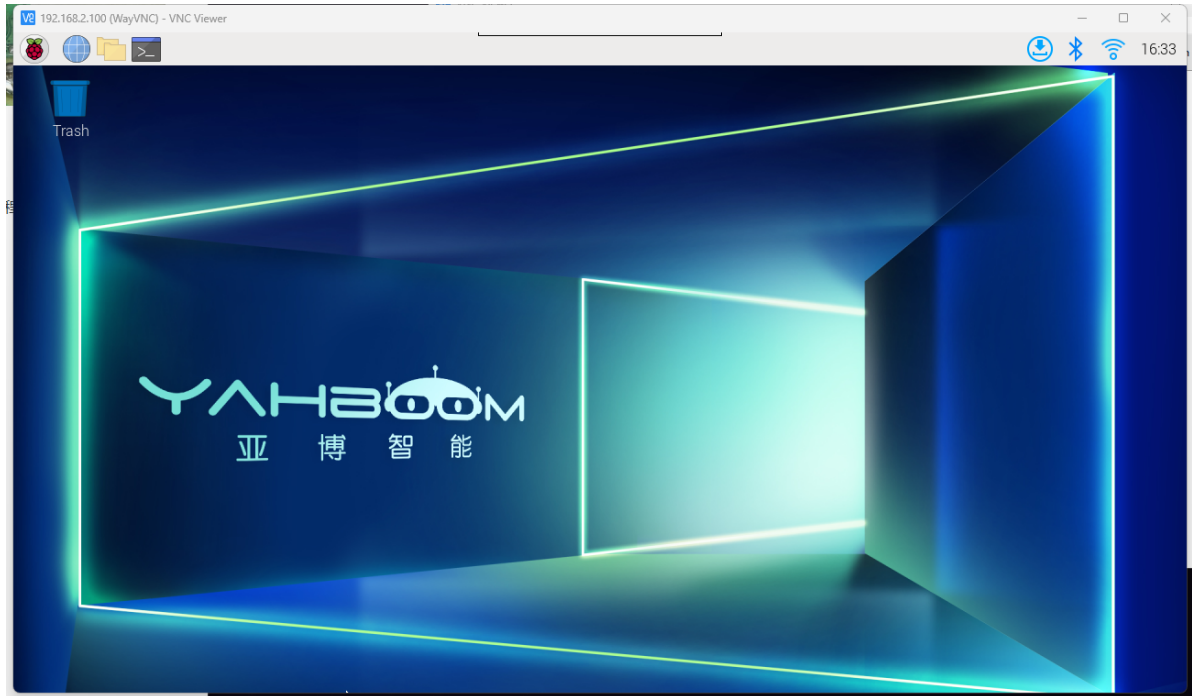 192.168.2.100 (WayVNC) - VNC Viewer
16:33
Trash
YAHBOOM
亚博智能